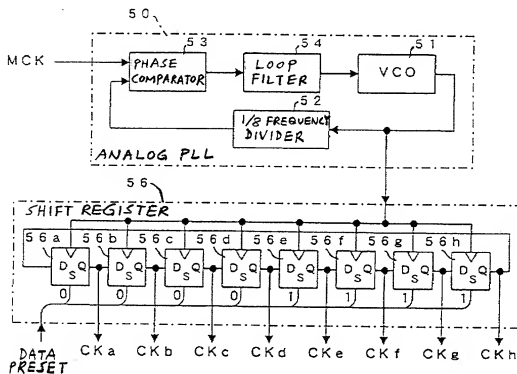 50
53
54
51
MCK
PHASE COMPARATOR
LOOP FILTER
VCO
52
1/8 FREQUENCY DIVIDER
ANALOG PLL
56
SHIFT REGISTER
56a 56b 56c 56d 56e 56f 56g 56h
D S Q D S Q D S Q D S Q D S Q D S Q D S Q D S Q
0 0 0 0 1 1 1 1
DATA PRESET
CKa CKb CKc CKd CKe CKf CKg CKh